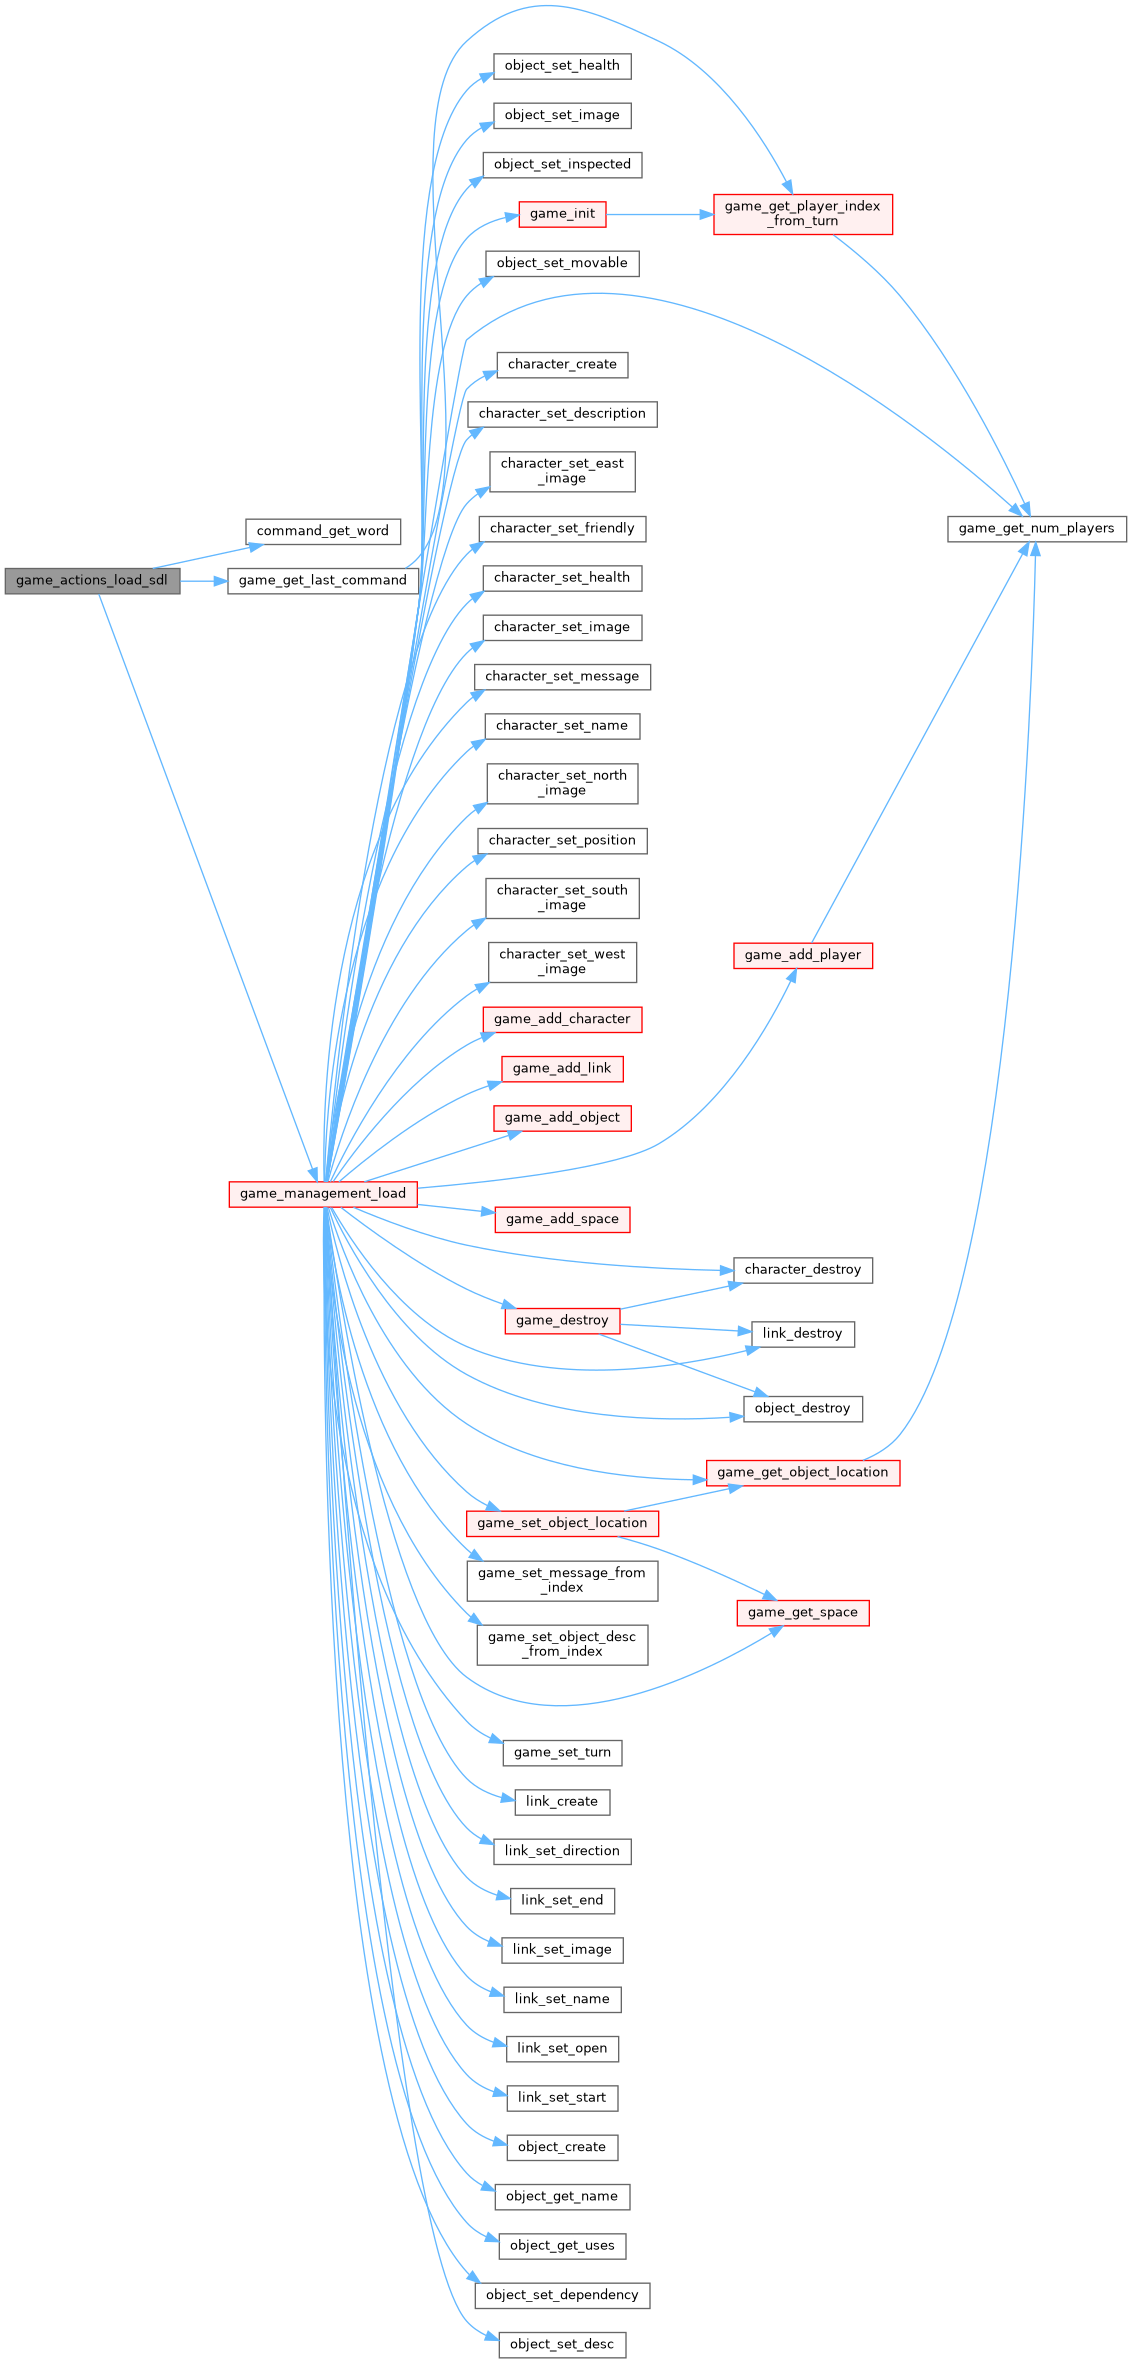 object_set_health
object_set_image
object_set_inspected
game_init
game_get_player_index
_from_turn
object_set_movable
character_create
character_set_description
character_set_east
_image
command_get_word
character_set_friendly
game_get_num_players
game_actions_load_sdl
game_get_last_command
character_set_health
character_set_image
character_set_message
character_set_name
character_set_north
_image
character_set_position
character_set_south
_image
character_set_west
_image
game_add_player
game_add_character
game_add_link
game_add_object
game_management_load
game_add_space
character_destroy
game_destroy
link_destroy
object_destroy
game_get_object_location
game_set_object_location
game_set_message_from
_index
game_get_space
game_set_object_desc
_from_index
game_set_turn
link_create
link_set_direction
link_set_end
link_set_image
link_set_name
link_set_open
link_set_start
object_create
object_get_name
object_get_uses
object_set_dependency
object_set_desc